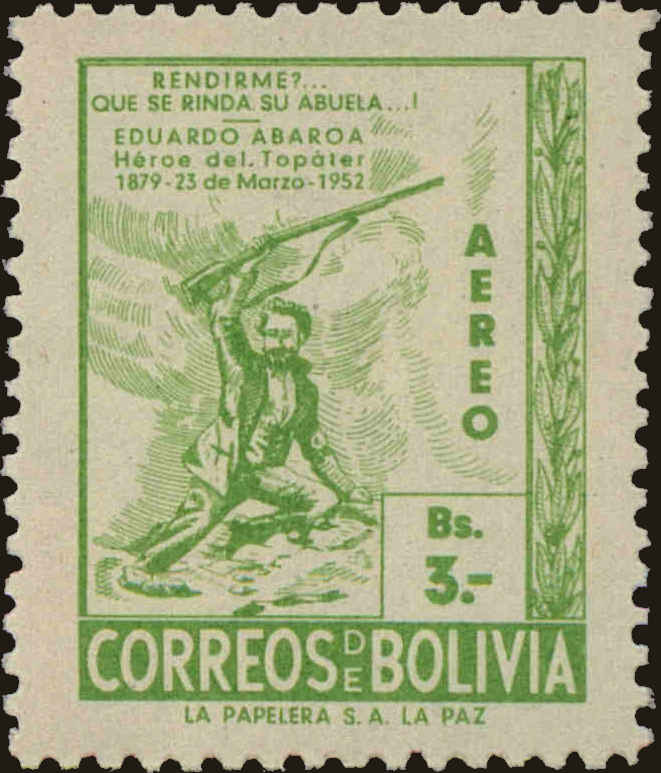 RENDIRME?...
QUE SE RINDA SU ABUELA...!
EDUARDO ABAROA
Héroe del Topáter
1879-23 de Marzo-1952
AEREO
Bs.
3.-
CORREOS DE BOLIVIA
LA PAPELERA S. A. LA PAZ